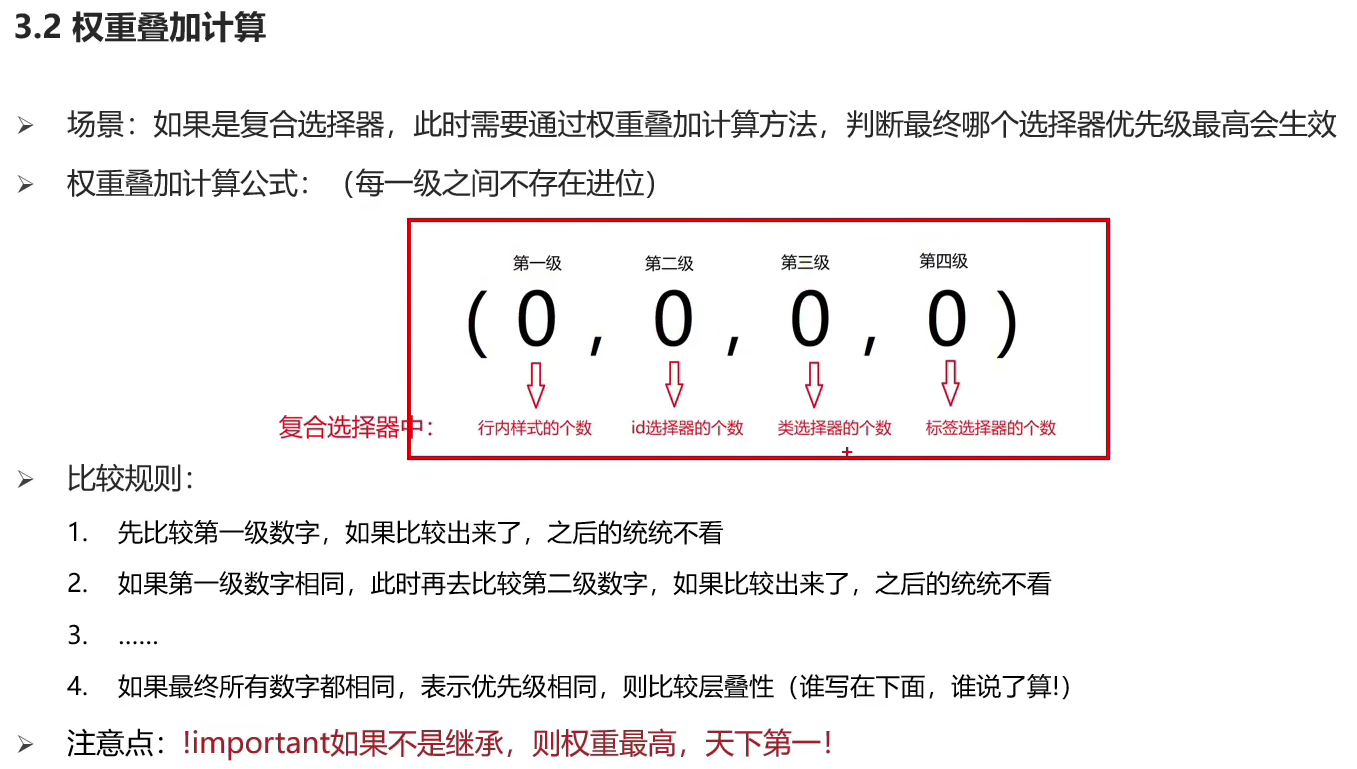 3.2 权重叠加计算
场景：如果是复合选择器，此时需要通过权重叠加计算方法，判断最终哪个选择器优先级最高会生效
权重叠加计算公式：（每一级之间不存在进位）
第一级 第二级 第三级 第四级
( 0 , 0 , 0 , 0 )
复合选择器中： 行内样式的个数 id选择器的个数 类选择器的个数 标签选择器的个数
比较规则：
1. 先比较第一级数字，如果比较出来了，之后的统统不看
2. 如果第一级数字相同，此时再去比较第二级数字，如果比较出来了，之后的统统不看
3. ……
4. 如果最终所有数字都相同，表示优先级相同，则比较层叠性（谁写在下面，谁说了算!）
注意点：!important如果不是继承，则权重最高，天下第一!